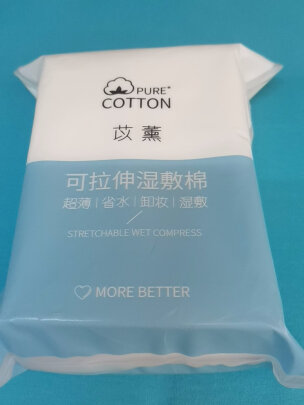 PURE
COTTON
苡薰
可拉伸湿敷棉
超薄|省水|卸妆|湿敷
STRETCHABLE WET COMPRESS
MORE BETTER